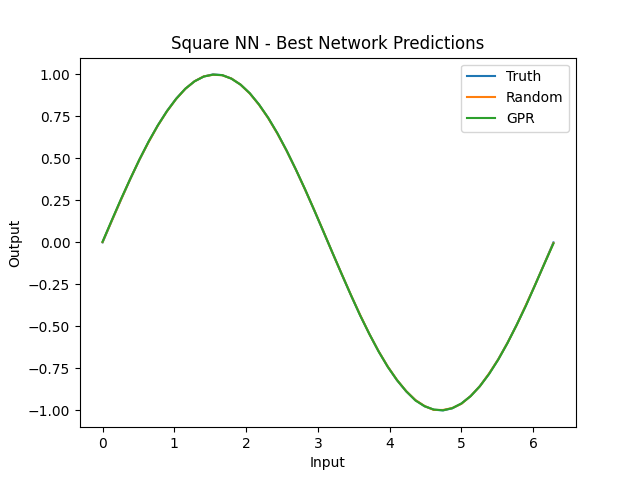 Square NN - Best Network Predictions
Truth
Random
GPR
1.00
0.75
0.50
0.25
0.00
−0.25
−0.50
−0.75
−1.00
Output
0 1 2 3 4 5 6
Input